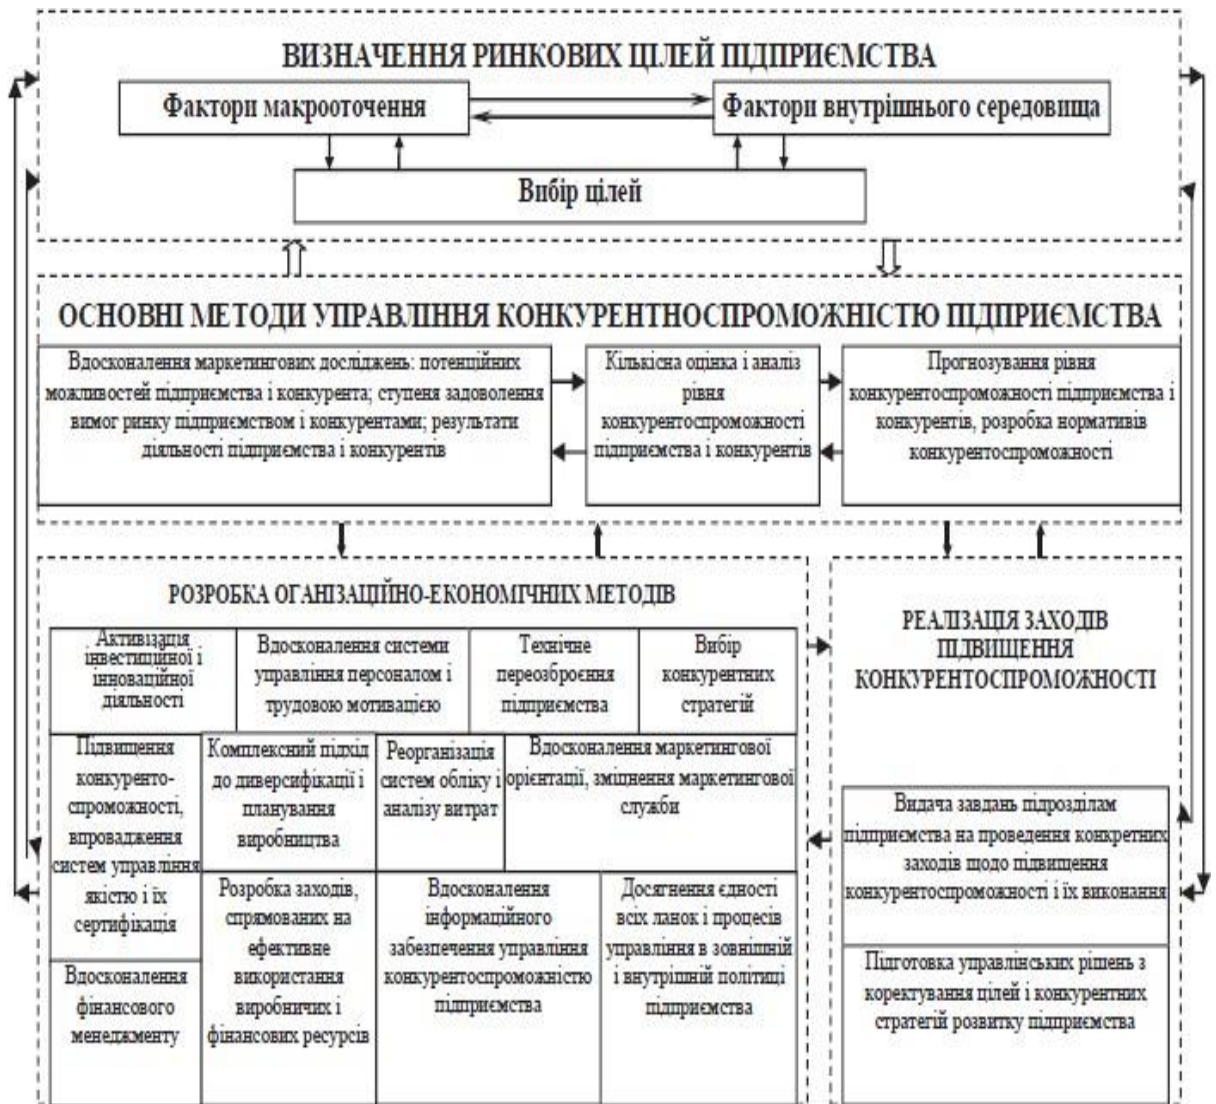 ВИЗНАЧЕННЯ РИНКОВИХ ЦІЛЕЙ ПІДПРИЄМСТВА
Фактори макрооточення
Фактори внутрішнього середовища
Вибір цілей
ОСНОВНІ МЕТОДИ УПРАВЛІННЯ КОНКУРЕНТНОСПРОМОЖНІСТЮ ПІДПРИЄМСТВА
Вдосконалення маркетингових досліджень: потенційних
можливостей підприємства і конкурента; ступеня задоволення
вимог ринку підприємством і конкурентами; результати
діяльності підприємства і конкурентів
Кількісна оцінка і аналіз
рівня
конкурентоспроможності
підприємства і конкурентів
Прогнозування рівня
конкурентоспроможності підприємства і
конкурентів, розробка нормативів
конкурентоспроможності
РОЗРОБКА ОГАНІЗАЦІЙНО-ЕКОНОМІЧНИХ МЕТОДІВ
Активізація
інвестиційної і
інноваційної
діяльності
Вдосконалення системи
управління персоналом і
трудовою мотивацією
Технічне
переозброєння
підприємства
Вибір
конкурентних
стратегій
Підвищення
конкуренто-
спроможності,
впровадження
систем управління
якістю і їх
сертифікація
Комплексний підхід
до диверсифікації і
планування
виробництва
Реорганізація
систем обліку і
аналізу витрат
Вдосконалення маркетингової
орієнтації, зміцнення маркетингової
служби
Вдосконалення
фінансового
менеджменту
Розробка заходів,
спрямованих на
ефективне
використання
виробничих і
фінансових ресурсів
Вдосконалення
інформаційного
забезпечення управління
конкурентоспроможністю
підприємства
Досягнення єдності
всіх ланок і процесів
управління в зовнішній
і внутрішній політиці
підприємства
РЕАЛІЗАЦІЯ ЗАХОДІВ
ПІДВИЩЕННЯ
КОНКУРЕНТОСПРОМОЖНОСТІ
Видача завдань підрозділам
підприємства на проведення конкретних
заходів щодо підвищення
конкурентоспроможності і їх виконання
Підготовка управлінських рішень з
коректування цілей і конкурентних
стратегій розвитку підприємства